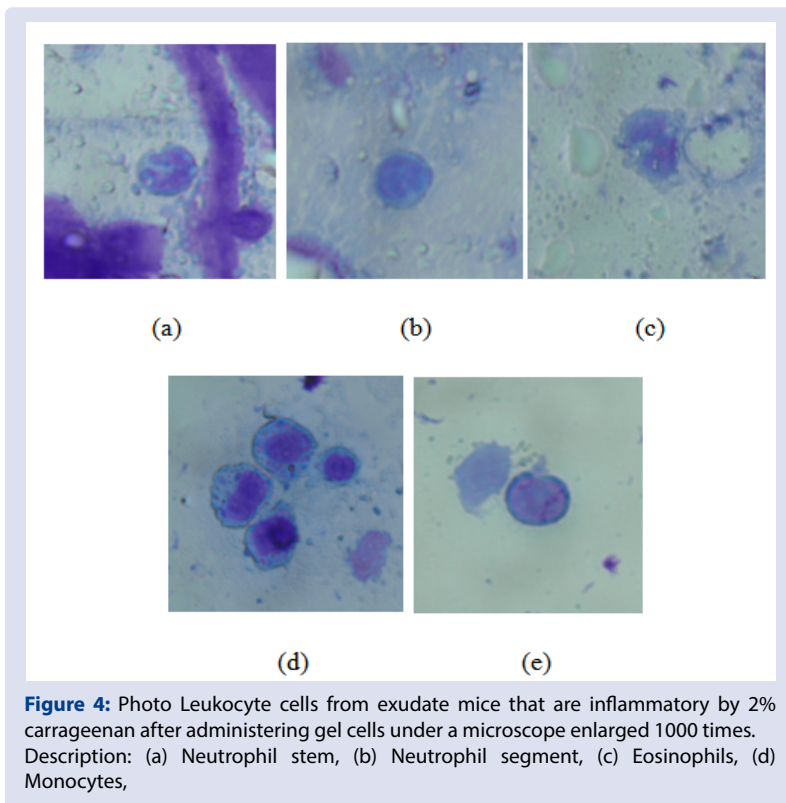 (a) (b) (c)
(d) (e)
Figure 4: Photo Leukocyte cells from exudate mice that are inflammatory by 2%
carrageenan after administering gel cells under a microscope enlarged 1000 times.
Description: (a) Neutrophil stem, (b) Neutrophil segment, (c) Eosinophils, (d)
Monocytes,